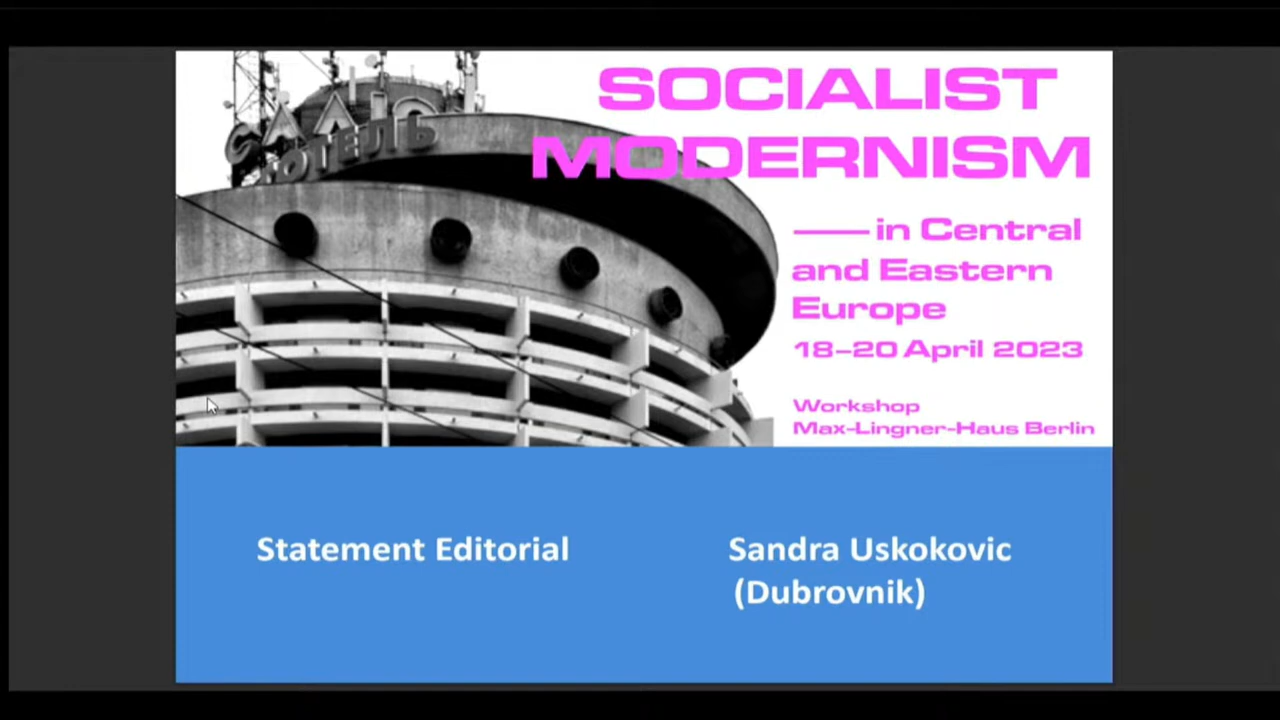 САЛЮТ
ОТЕЛЬ
SOCIALIST
MODERNISM
in Central
and Eastern
Europe
18–20 April 2023
Workshop
Max-Lingner-Haus Berlin
Statement Editorial
Sandra Uskokovic
(Dubrovnik)